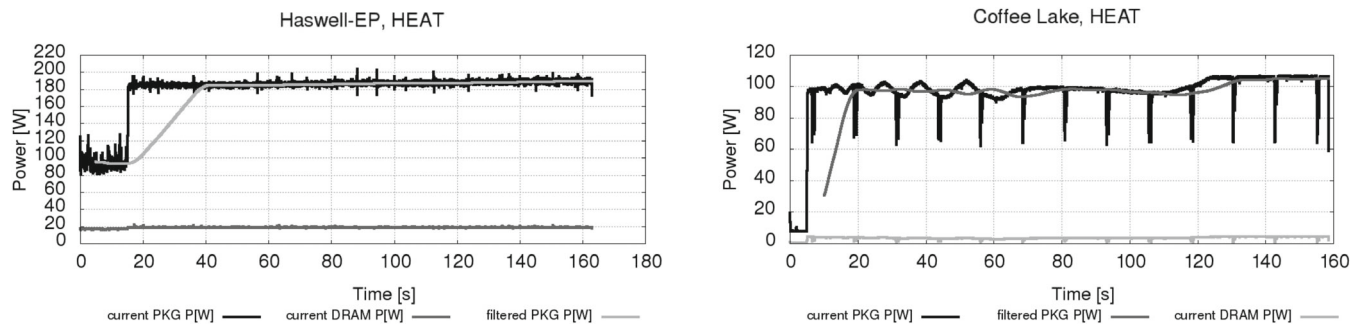 Haswell-EP, HEAT
220
200
180
160
140
120
100
80
60
40
20
0
Power [W]
0 20 40 60 80 100 120 140 160 180
Time [s]
current PKG P[W] current DRAM P[W] filtered PKG P[W]
Coffee Lake, HEAT
120
100
80
60
40
20
0
Power [W]
0 20 40 60 80 100 120 140 160
Time [s]
current PKG P[W] filtered PKG P[W] current DRAM P[W]